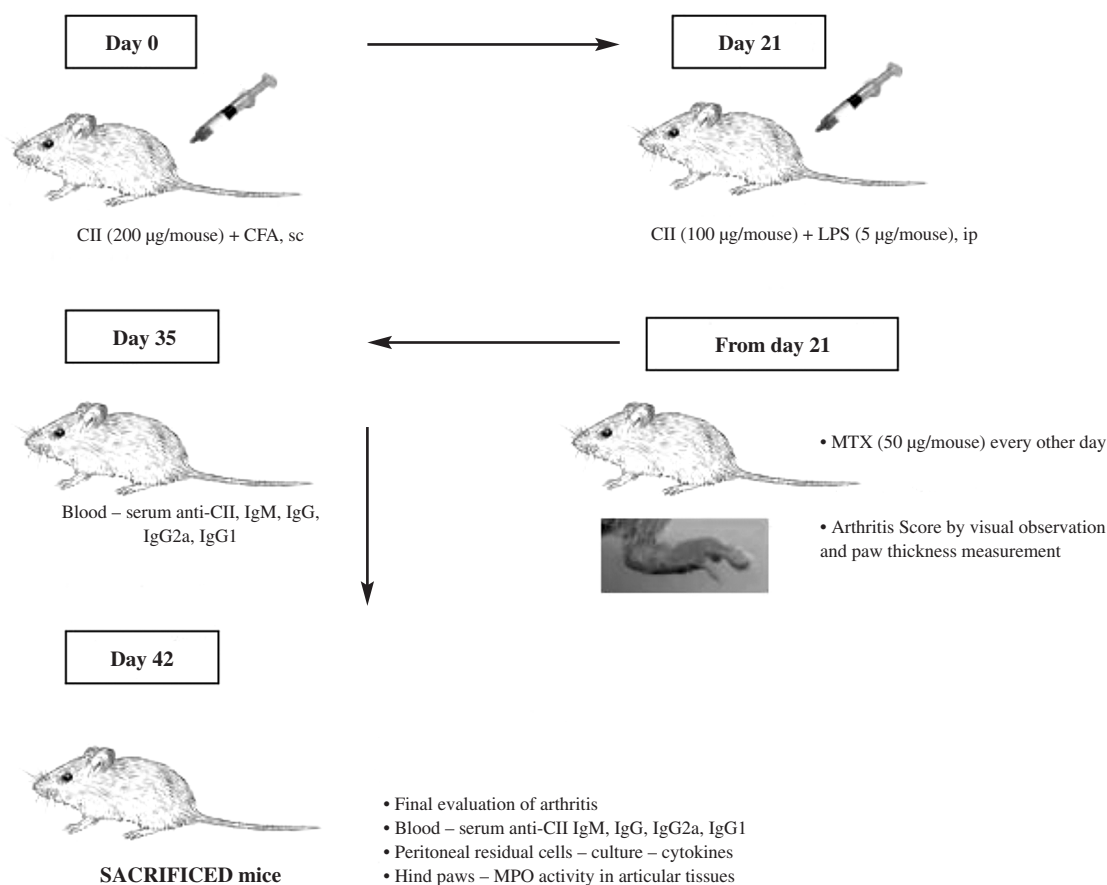 Day 0
Day 21
CII (200 µg/mouse) + CFA, sc
CII (100 µg/mouse) + LPS (5 µg/mouse), ip
Day 35
From day 21
Blood – serum anti-CII, IgM, IgG,
IgG2a, IgG1
• MTX (50 µg/mouse) every other day
• Arthritis Score by visual observation
and paw thickness measurement
Day 42
SACRIFICED mice
• Final evaluation of arthritis
• Blood – serum anti-CII IgM, IgG, IgG2a, IgG1
• Peritoneal residual cells – culture – cytokines
• Hind paws – MPO activity in articular tissues